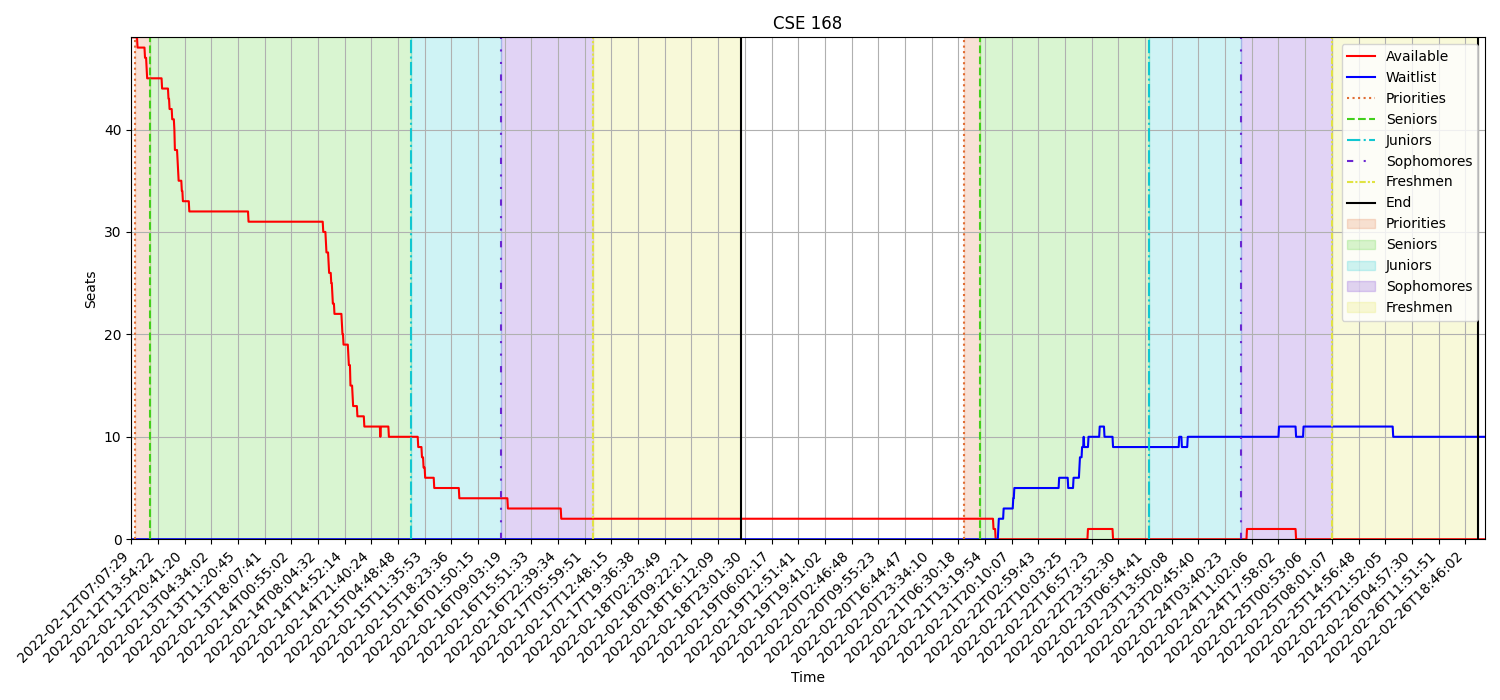 CSE 168
Seats
40
30
20
10
0
Available
Waitlist
Priorities
Seniors
Juniors
Sophomores
Freshmen
End
Priorities
Seniors
Juniors
Sophomores
Freshmen
2022-02-12T07:07:29
2022-02-12T13:54:22
2022-02-12T20:41:20
2022-02-13T04:34:02
2022-02-13T11:20:45
2022-02-13T18:07:41
2022-02-14T00:55:02
2022-02-14T08:04:32
2022-02-14T14:52:14
2022-02-14T21:40:24
2022-02-15T04:48:48
2022-02-15T11:35:53
2022-02-15T18:23:36
2022-02-16T01:50:15
2022-02-16T09:03:19
2022-02-16T15:51:33
2022-02-16T22:39:34
2022-02-17T05:59:51
2022-02-17T12:48:15
2022-02-17T19:36:38
2022-02-18T02:23:49
2022-02-18T09:22:21
2022-02-18T16:12:09
2022-02-18T23:01:30
2022-02-19T06:02:17
2022-02-19T12:51:41
2022-02-19T19:41:02
2022-02-20T02:46:48
2022-02-20T09:55:23
2022-02-20T16:44:47
2022-02-20T23:34:10
2022-02-21T06:30:18
2022-02-21T13:19:54
2022-02-21T20:10:07
2022-02-22T02:59:43
2022-02-22T10:03:25
2022-02-22T16:57:23
2022-02-22T23:52:30
2022-02-23T06:54:41
2022-02-23T13:50:08
2022-02-23T20:45:40
2022-02-24T03:40:23
2022-02-24T11:02:06
2022-02-24T17:58:02
2022-02-25T00:53:06
2022-02-25T08:01:07
2022-02-25T14:56:48
2022-02-25T21:52:05
2022-02-26T04:57:30
2022-02-26T11:51:51
2022-02-26T18:46:02
Time